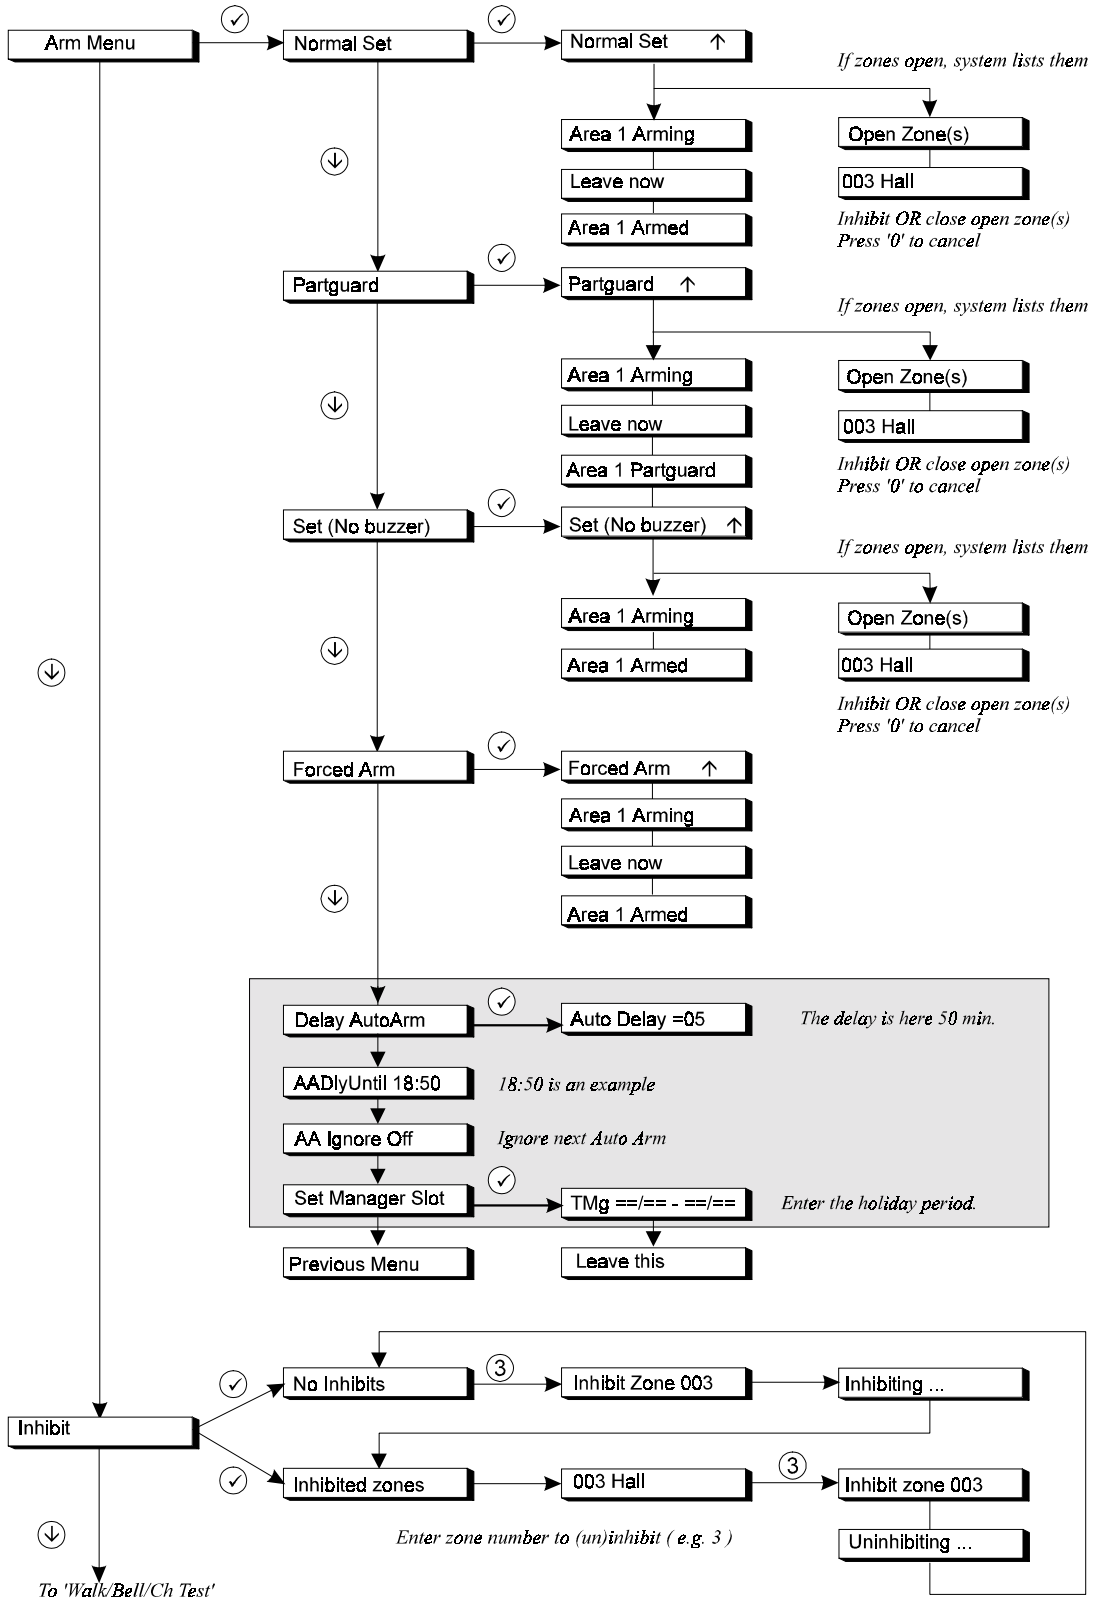 Arm Menu
Normal Set
Normal Set ↑
If zones open, system lists them
Area 1 Arming
Open Zone(s)
Leave now
003 Hall
Area 1 Armed
Inhibit OR close open zone(s)
Press '0' to cancel
Partguard
Partguard ↑
If zones open, system lists them
Area 1 Arming
Open Zone(s)
Leave now
003 Hall
Area 1 Partguard
Inhibit OR close open zone(s)
Press '0' to cancel
Set (No buzzer)
Set (No buzzer) ↑
If zones open, system lists them
Area 1 Arming
Open Zone(s)
Area 1 Armed
003 Hall
Inhibit OR close open zone(s)
Press '0' to cancel
Forced Arm
Forced Arm ↑
Area 1 Arming
Leave now
Area 1 Armed
Delay AutoArm
Auto Delay =05
The delay is here 50 min.
AADlyUntil 18:50
18:50 is an example
AA Ignore Off
Ignore next Auto Arm
Set Manager Slot
TMg ==/== - ==/==
Enter the holiday period.
Previous Menu
Leave this
No Inhibits
3
Inhibit Zone 003
Inhibiting ...
Inhibit
Inhibited zones
003 Hall
3
Inhibit zone 003
Enter zone number to (un)inhibit ( e.g. 3 )
Uninhibiting ...
To 'Walk/Bell/Ch Test'